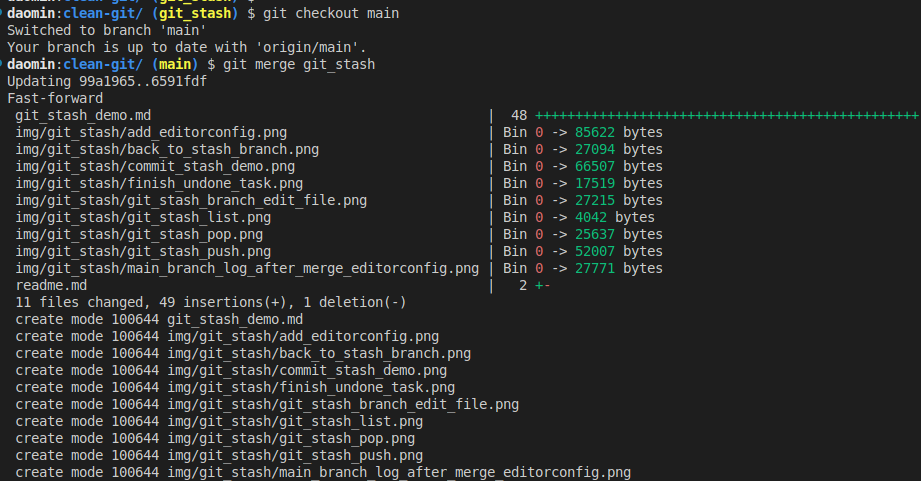 daomin:clean-git/ (git_stash) $
daomin:clean-git/ (git_stash) $ git checkout main
Switched to branch 'main'
Your branch is up to date with 'origin/main'.
daomin:clean-git/ (main) $ git merge git_stash
Updating 99a1965..6591fdf
Fast-forward
 git_stash_demo.md                                          |  48 ++++++++++++++++++++++++++++++++++++++++++++++++
 img/git_stash/add_editorconfig.png                         | Bin 0 -> 85622 bytes
 img/git_stash/back_to_stash_branch.png                     | Bin 0 -> 27094 bytes
 img/git_stash/commit_stash_demo.png                        | Bin 0 -> 66507 bytes
 img/git_stash/finish_undone_task.png                       | Bin 0 -> 17519 bytes
 img/git_stash/git_stash_branch_edit_file.png               | Bin 0 -> 27215 bytes
 img/git_stash/git_stash_list.png                           | Bin 0 -> 4042 bytes
 img/git_stash/git_stash_pop.png                            | Bin 0 -> 25637 bytes
 img/git_stash/git_stash_push.png                           | Bin 0 -> 52007 bytes
 img/git_stash/main_branch_log_after_merge_editorconfig.png | Bin 0 -> 27771 bytes
 readme.md                                                  |   2 +-
 11 files changed, 49 insertions(+), 1 deletion(-)
 create mode 100644 git_stash_demo.md
 create mode 100644 img/git_stash/add_editorconfig.png
 create mode 100644 img/git_stash/back_to_stash_branch.png
 create mode 100644 img/git_stash/commit_stash_demo.png
 create mode 100644 img/git_stash/finish_undone_task.png
 create mode 100644 img/git_stash/git_stash_branch_edit_file.png
 create mode 100644 img/git_stash/git_stash_list.png
 create mode 100644 img/git_stash/git_stash_pop.png
 create mode 100644 img/git_stash/git_stash_push.png
 create mode 100644 img/git_stash/main_branch_log_after_merge_editorconfig.png